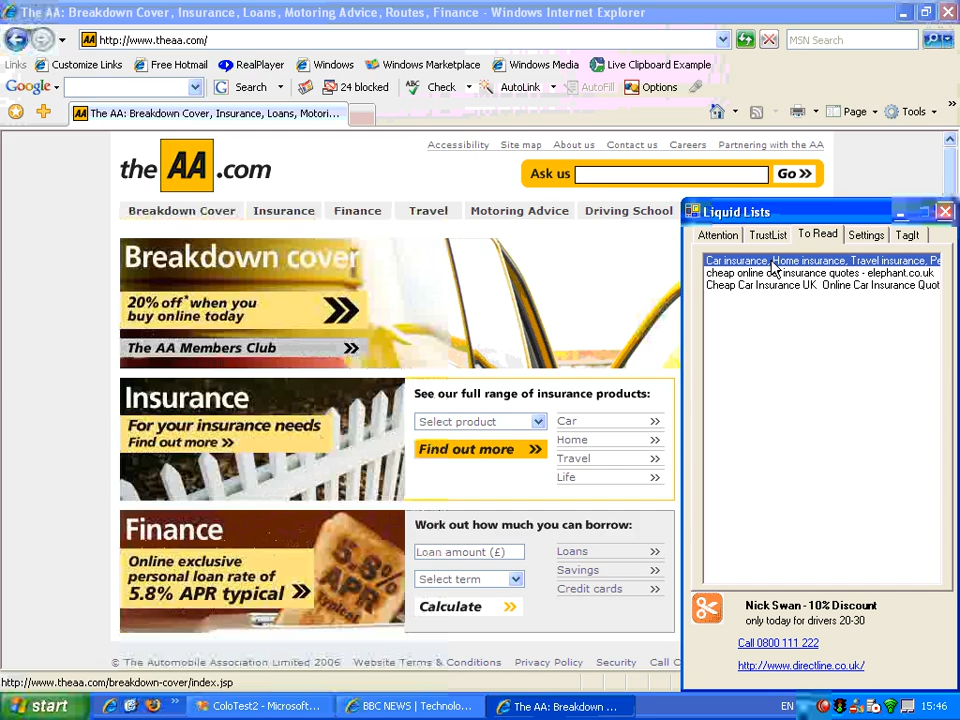 The AA: Breakdown Cover, Insurance, Loans, Motoring Advice, Routes, Finance - Windows Internet Explorer
http://www.theaa.com/
MSN Search
Links Customize Links Free Hotmail RealPlayer Windows Windows Marketplace Windows Media Live Clipboard Example
Google Search 24 blocked Check AutoLink AutoFill Options
The AA: Breakdown Cover, Insurance, Loans, Motori...
Page Tools
Accessibility Site map About us Contact us Careers Partnering with the AA
the AA .com
Ask us Go
Breakdown Cover Insurance Finance Travel Motoring Advice Driving School
Breakdown cover
20% off* when you
buy online today
The AA Members Club
Insurance
For your insurance needs
Find out more
See our full range of insurance products:
Select product
Find out more
Car
Home
Travel
Life
Finance
Online exclusive
personal loan rate of
5.8% APR typical
5.8%
APR
Typical
Work out how much you can borrow:
Loan amount (£)
Select term
Calculate
Loans
Savings
Credit cards
© The Automobile Association Limited 2006 Website Terms & Conditions Privacy Policy Security Call C
Liquid Lists
Attention TrustList To Read Settings TagIt
Car insurance, Home insurance, Travel insurance, Pe
cheap online car insurance quotes - elephant.co.uk
Cheap Car Insurance UK Online Car Insurance Quot
Nick Swan - 10% Discount
only today for drivers 20-30
Call 0800 111 222
http://www.directline.co.uk/
http://www.theaa.com/breakdown-cover/index.jsp
start ColoTest2 - Microsoft... BBC NEWS | Technolo... The AA: Breakdown ... EN 15:46